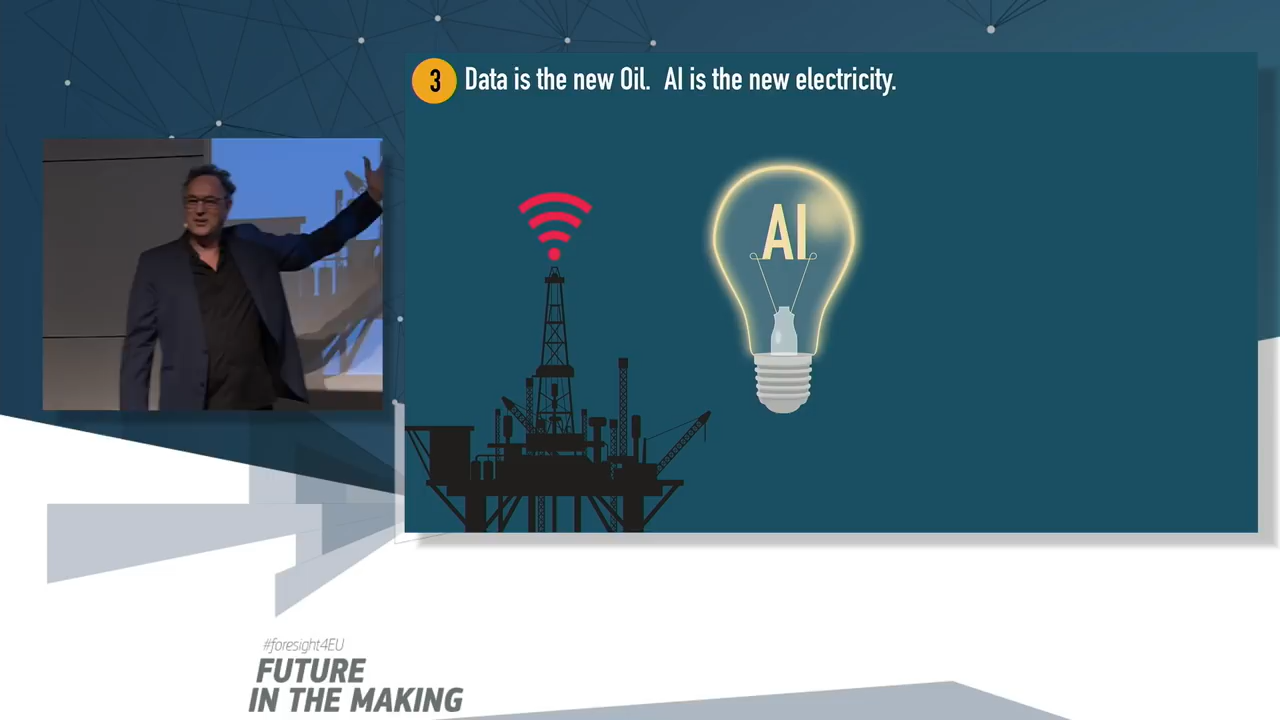 3 Data is the new Oil. AI is the new electricity.
AI
#foresight4EU
FUTURE
IN THE MAKING